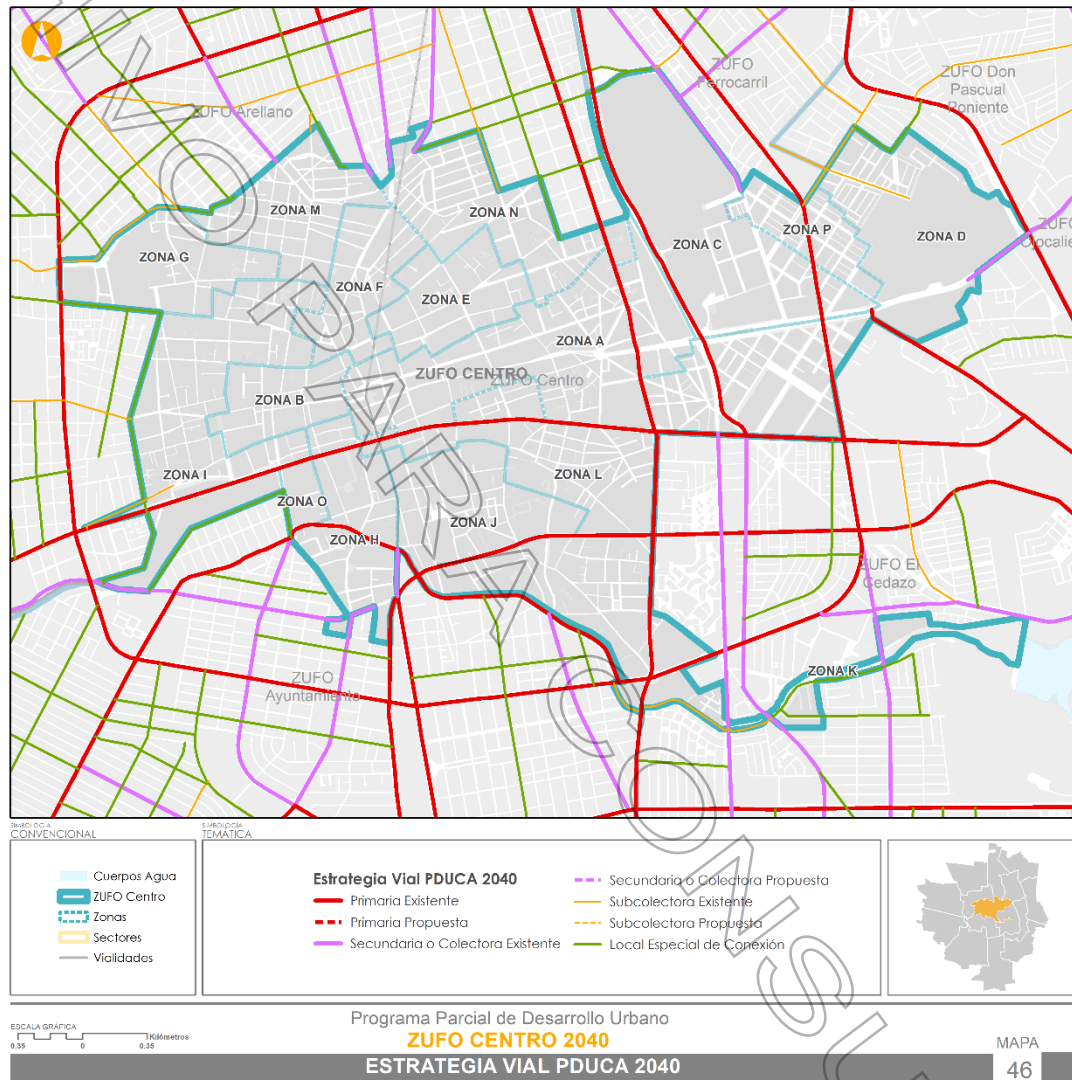 ZUFO
Ferrocarril
ZUFO Don
Pascual
Poniente
ZUFO Arellano
ZONA M
ZONA N
ZONA P
ZONA D
ZONA C
ZONA G
ZONA F
ZONA E
ZONA A
ZUFO CENTRO
ZUFO Centro
ZONA B
ZONA I
ZONA L
ZONA O
ZONA J
ZONA H
ZUFO El
Cedazo
ZONA K
ZUFO
Ayuntamiento
SIMBOLOGÍA
CONVENCIONAL
Cuerpos Agua
ZUFO Centro
Zonas
Sectores
Vialidades
SIMBOLOGÍA
TEMÁTICA
Estrategia Vial PDUCA 2040
Primaria Existente
Primaria Propuesta
Secundaria o Colectora Existente
Secundaria o Colectora Propuesta
Subcolectora Existente
Subcolectora Propuesta
Local Especial de Conexión
ESCALA GRÁFICA
0.35 0 0.35 Kilómetros
Programa Parcial de Desarrollo Urbano
ZUFO CENTRO 2040
ESTRATEGIA VIAL PDUCA 2040
MAPA
46